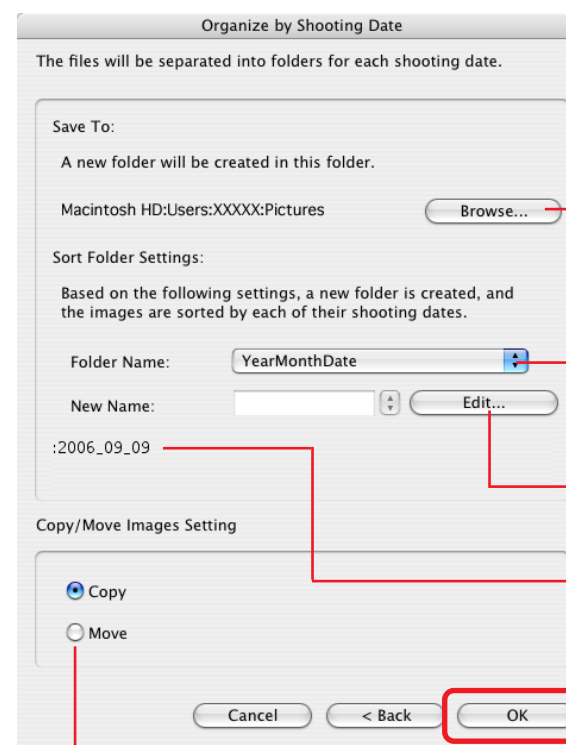 Organize by Shooting Date
The files will be separated into folders for each shooting date.
Save To:
A new folder will be created in this folder.
Macintosh HD:Users:XXXXX:Pictures
Browse...
Sort Folder Settings:
Based on the following settings, a new folder is created, and
the images are sorted by each of their shooting dates.
Folder Name:
YearMonthDate
New Name:
Edit...
:2006_09_09
Copy/Move Images Setting
Copy
Move
Cancel
< Back
OK